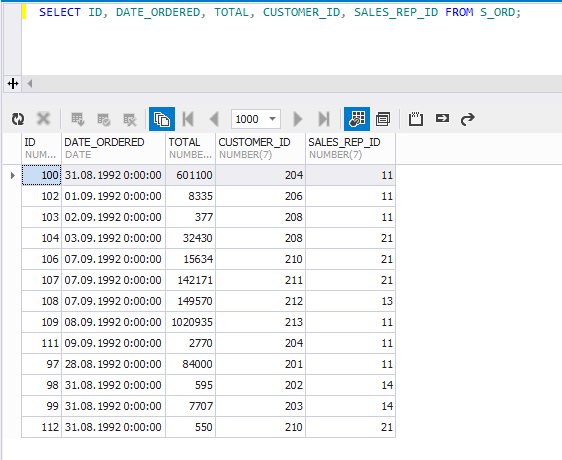 SELECT ID, DATE_ORDERED, TOTAL, CUSTOMER_ID, SALES_REP_ID FROM S_ORD;
1000
ID DATE_ORDERED TOTAL CUSTOMER_ID SALES_REP_ID
NUM... DATE NUMBE... NUMBER(7) NUMBER(7)
100 31.08.1992 0:00:00 601100 204 11
102 01.09.1992 0:00:00 8335 206 11
103 02.09.1992 0:00:00 377 208 11
104 03.09.1992 0:00:00 32430 208 21
106 07.09.1992 0:00:00 15634 210 21
107 07.09.1992 0:00:00 142171 211 21
108 07.09.1992 0:00:00 149570 212 13
109 08.09.1992 0:00:00 1020935 213 11
111 09.09.1992 0:00:00 2770 204 11
97 28.08.1992 0:00:00 84000 201 11
98 31.08.1992 0:00:00 595 202 14
99 31.08.1992 0:00:00 7707 203 14
112 31.08.1992 0:00:00 550 210 21